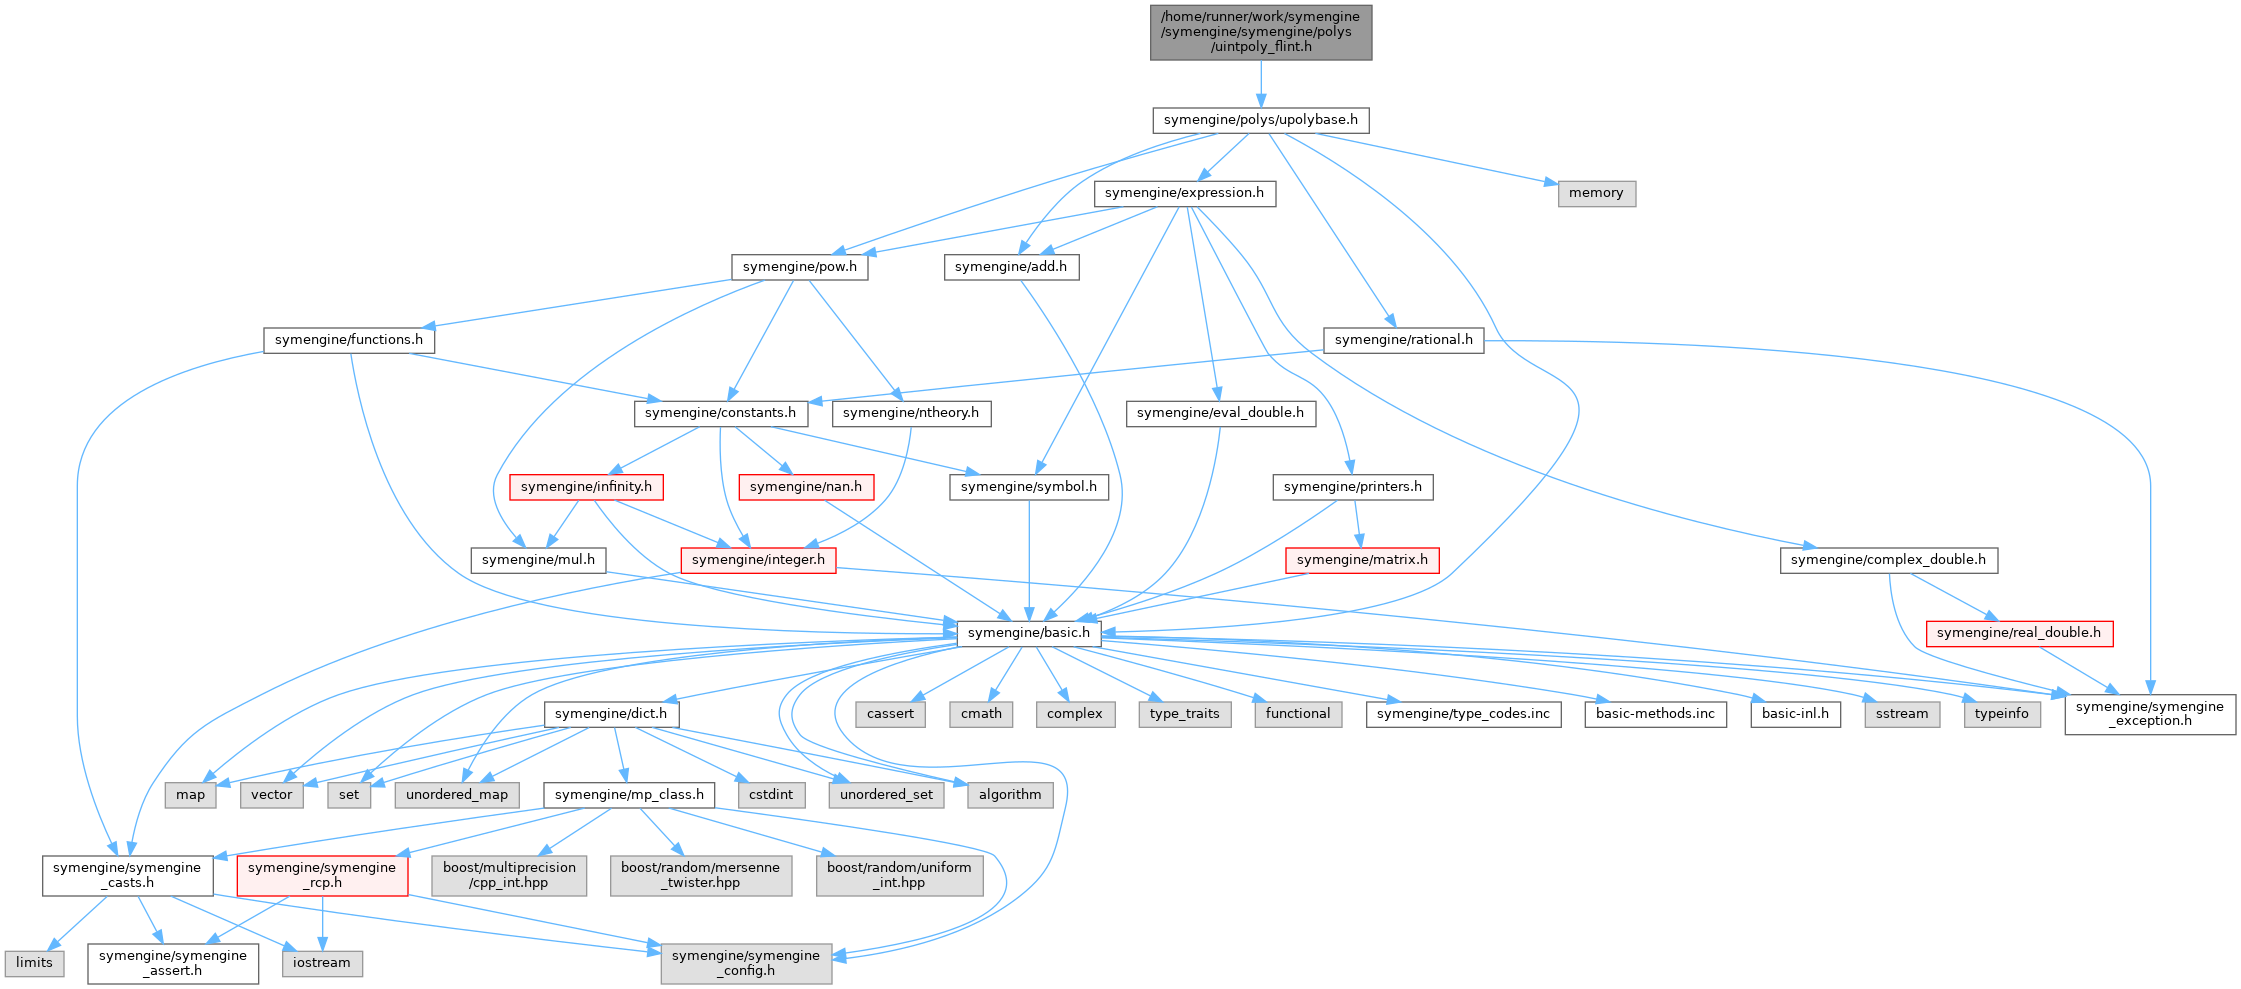 /home/runner/work/symengine
/symengine/symengine/polys
/uintpoly_flint.h
symengine/polys/upolybase.h
symengine/expression.h
memory
symengine/pow.h
symengine/add.h
symengine/functions.h
symengine/rational.h
symengine/constants.h
symengine/ntheory.h
symengine/eval_double.h
symengine/infinity.h
symengine/nan.h
symengine/symbol.h
symengine/printers.h
symengine/mul.h
symengine/integer.h
symengine/matrix.h
symengine/complex_double.h
symengine/basic.h
symengine/real_double.h
symengine/dict.h
cassert
cmath
complex
type_traits
functional
symengine/type_codes.inc
basic-methods.inc
basic-inl.h
sstream
typeinfo
symengine/symengine
_exception.h
map
vector
set
unordered_map
symengine/mp_class.h
cstdint
unordered_set
algorithm
symengine/symengine
_casts.h
symengine/symengine
_rcp.h
boost/multiprecision
/cpp_int.hpp
boost/random/mersenne
_twister.hpp
boost/random/uniform
_int.hpp
limits
symengine/symengine
_assert.h
iostream
symengine/symengine
_config.h